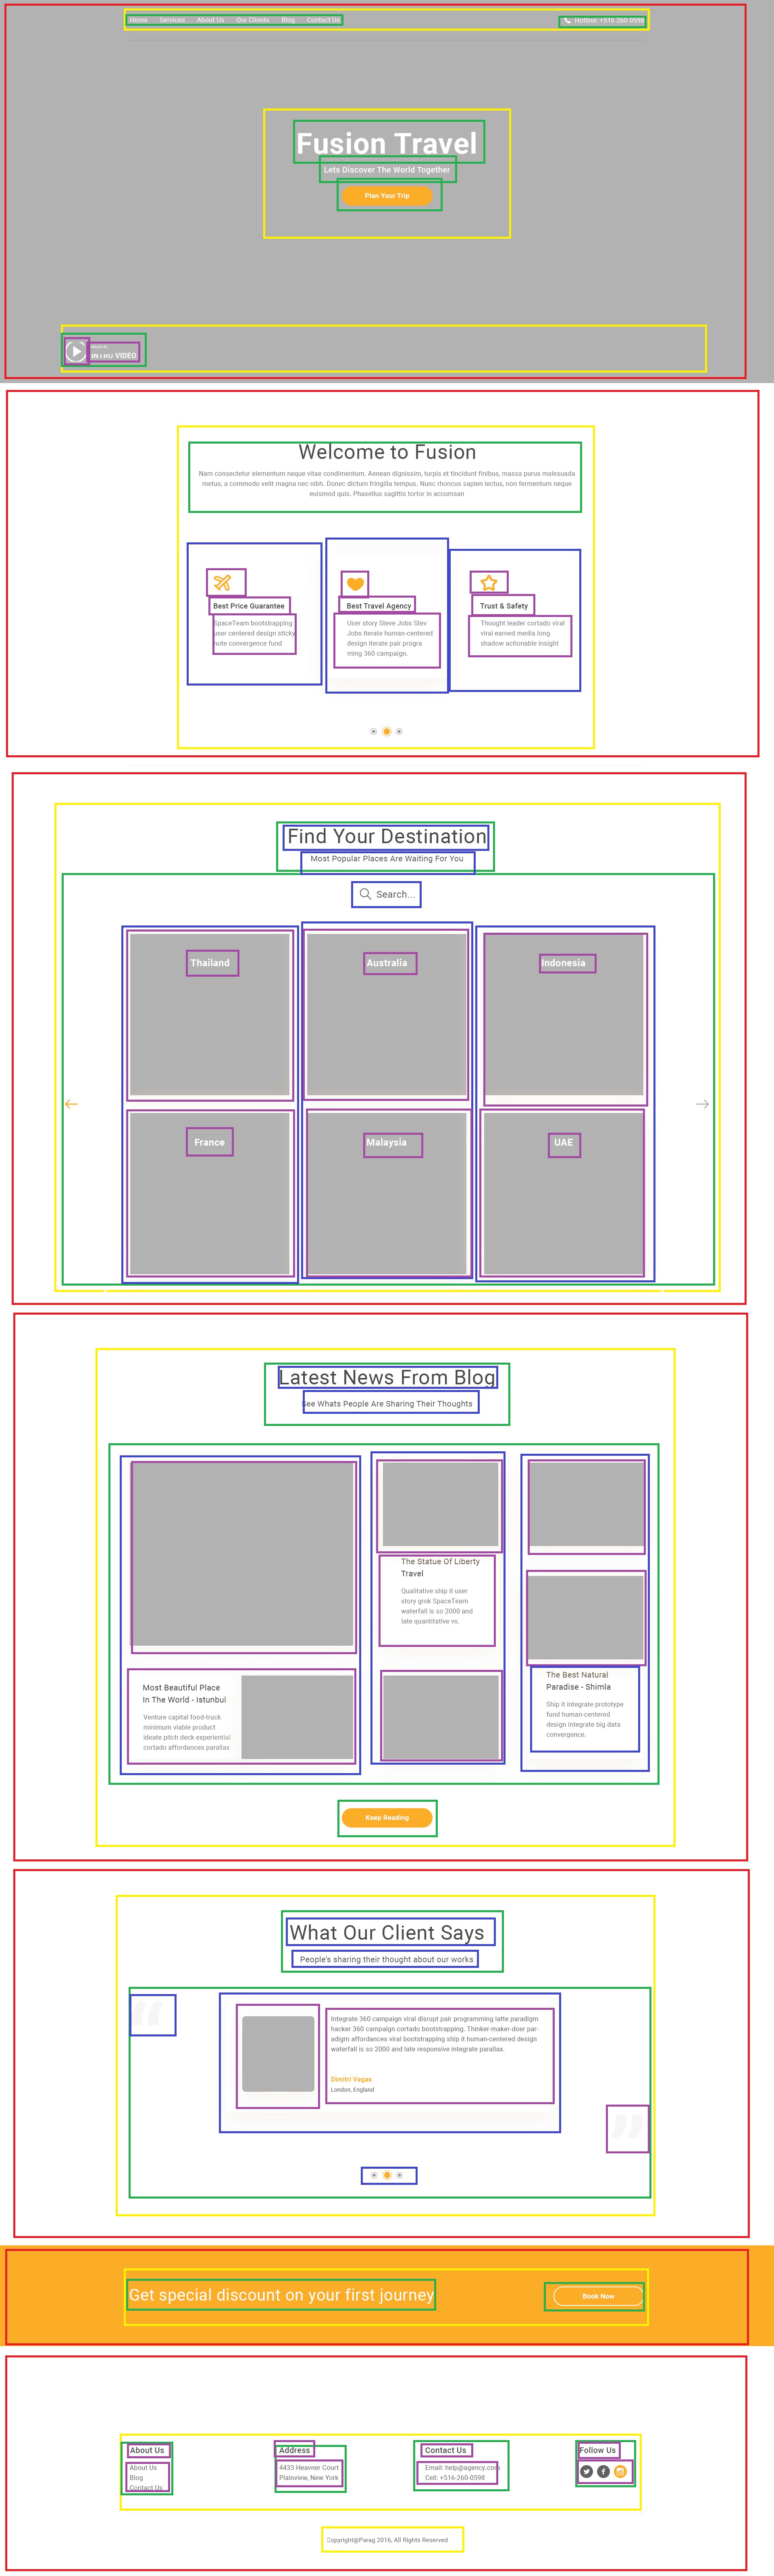 Home Services About Us Our Clients Blog Contact Us
Hotline: +516 260 0598
Fusion Travel
Lets Discover The World Together
Plan Your Trip
INTRO VIDEO
Welcome to Fusion
Nam consectetur elementum neque vitae condimentum. Aenean dignissim, turpis et tincidunt finibus, massa purus malesuada
metus, a commodo velit magna nec nibh. Donec dictum fringilla tempus. Nunc rhoncus sapien lectus, non fermentum neque
euismod quis. Phasellus sagittis tortor in accumsan
Best Price Guarantee
SpaceTeam bootstrapping
user centered design sticky
note convergence fund
Best Travel Agency
User story Steve Jobs Stev
Jobs iterate human-centered
design iterate pair progra
ming 360 campaign.
Trust & Safety
Thought leader cortado viral
viral earned media long
shadow actionable insight
Find Your Destination
Most Popular Places Are Waiting For You
Search...
Thailand
Australia
Indonesia
France
Malaysia
UAE
Latest News From Blog
See Whats People Are Sharing Their Thoughts
The Statue Of Liberty
Travel
Qualitative ship it user
story grok SpaceTeam
waterfall is so 2000 and
late quantitative vs.
Most Beautiful Place
In The World - Istunbul
Venture capital food-truck
minimum viable product
ideate pitch deck experiential
cortado affordances parallax
The Best Natural
Paradise - Shimla
Ship it integrate prototype
fund human-centered
design integrate big data
convergence.
Keep Reading
What Our Client Says
People's sharing their thought about our works
“
Integrate 360 campaign viral disrupt pair programming latte paradigm
hacker 360 campaign cortado bootstrapping. Thinker-maker-doer par-
adigm affordances viral bootstrapping ship it human-centered design
waterfall is so 2000 and late responsive integrate parallax.
Dimitri Vegas
London, England
”
Get special discount on your first journey
Book Now
About Us
About Us
Blog
Contact Us
Address
4433 Heavner Court
Plainview, New York
Contact Us
Email: help@agency.com
Cell: +516-260-0598
Follow Us
Copyright@Parag 2016, All Rights Reserved